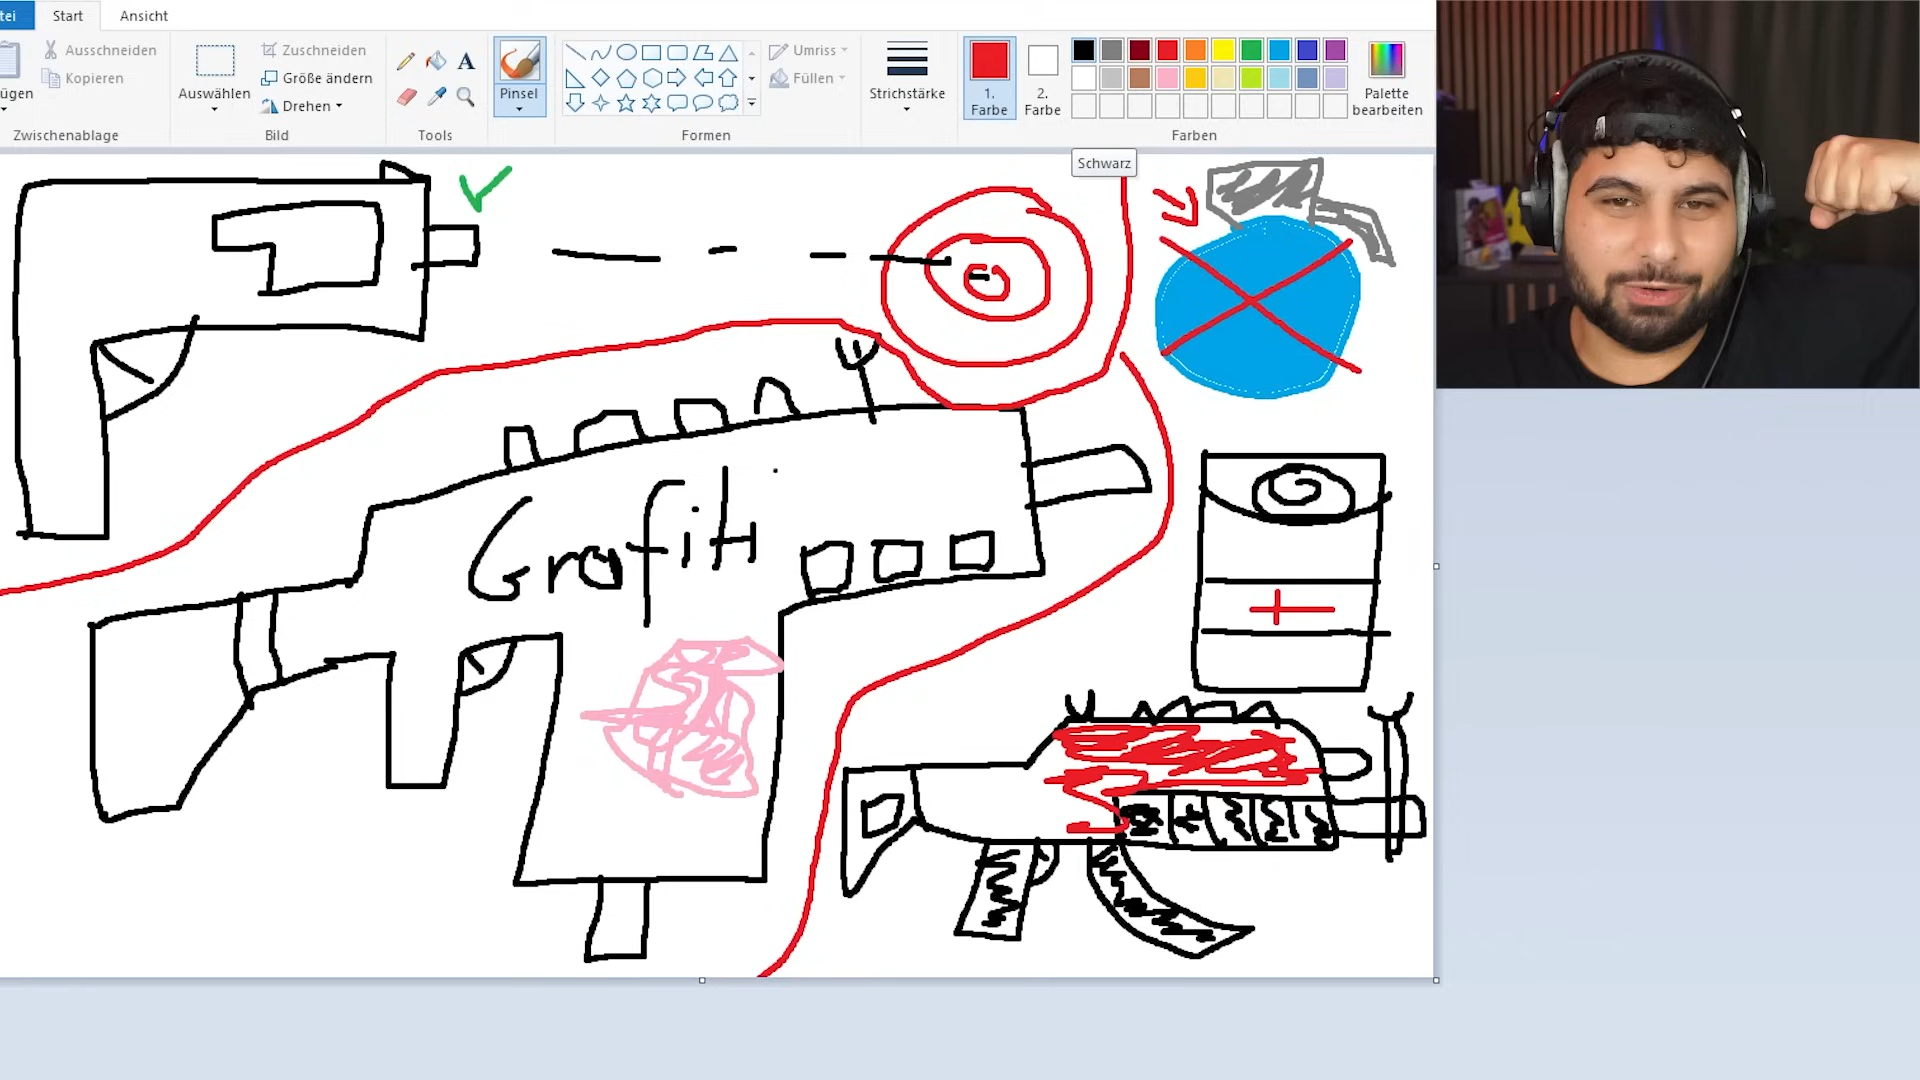 tei
Start
Ansicht
Ausschneiden
Kopieren
ügen
Zwischenablage
Auswählen
Zuschneiden
Größe ändern
Drehen
Bild
Tools
Pinsel
Umriss
Füllen
Formen
Strichstärke
1.
Farbe
2.
Farbe
Palette
bearbeiten
Farben
Schwarz
Grafiti